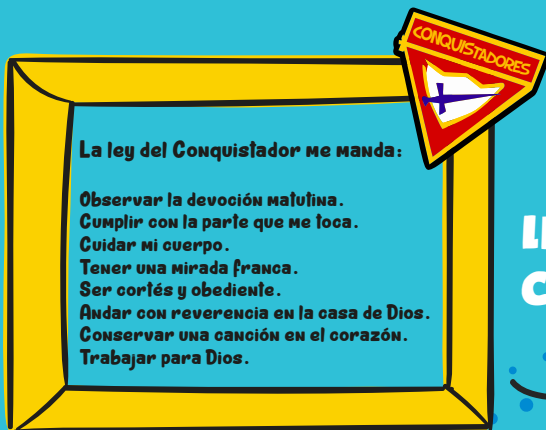 CONQUISTADORES
La ley del Conquistador me manda:
Observar la devoción matutina.
Cumplir con la parte que me toca.
Cuidar mi cuerpo.
Tener una mirada franca.
Ser cortés y obediente.
Andar con reverencia en la casa de Dios.
Conservar una canción en el corazón.
Trabajar para Dios.